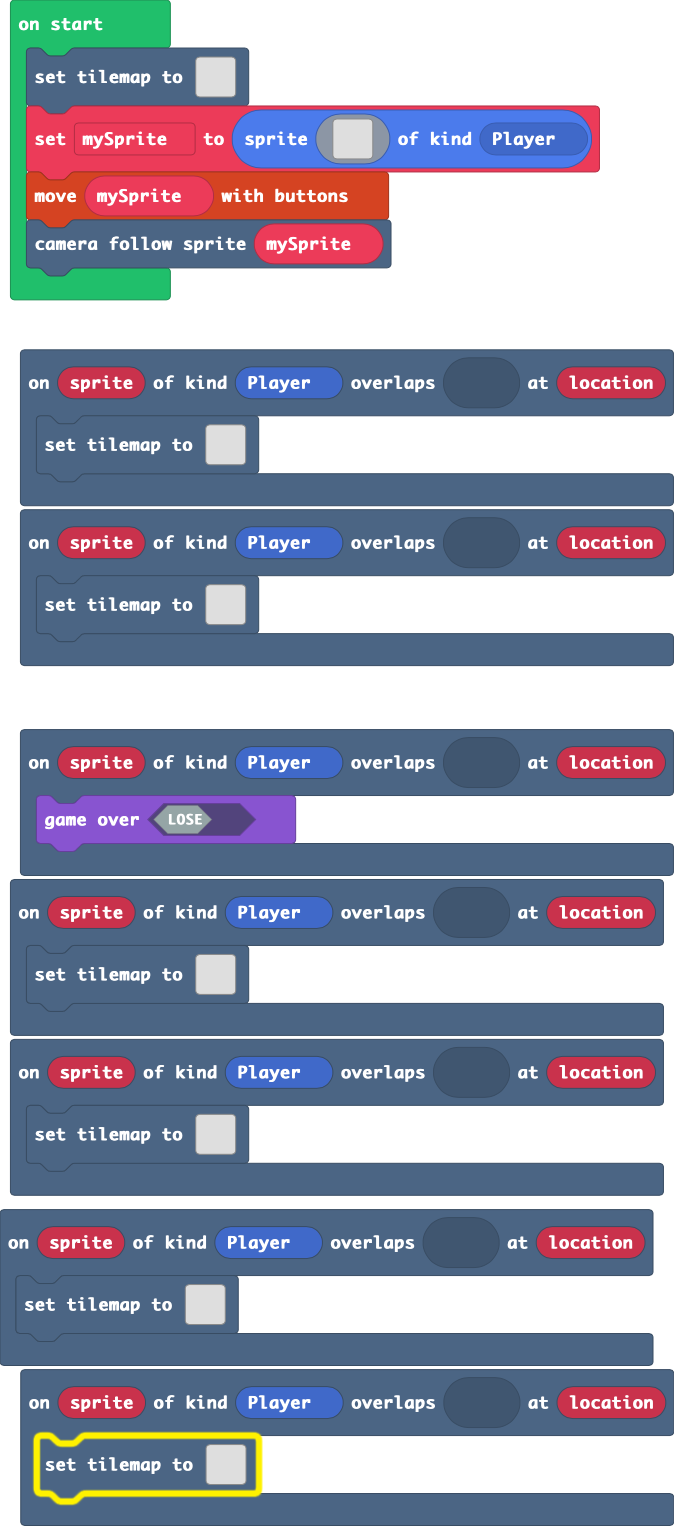 on start
set tilemap to
set mySprite to sprite of kind Player
move mySprite with buttons
camera follow sprite mySprite
on sprite of kind Player overlaps at location
set tilemap to
on sprite of kind Player overlaps at location
set tilemap to
on sprite of kind Player overlaps at location
game over LOSE
on sprite of kind Player overlaps at location
set tilemap to
on sprite of kind Player overlaps at location
set tilemap to
on sprite of kind Player overlaps at location
set tilemap to
on sprite of kind Player overlaps at location
set tilemap to